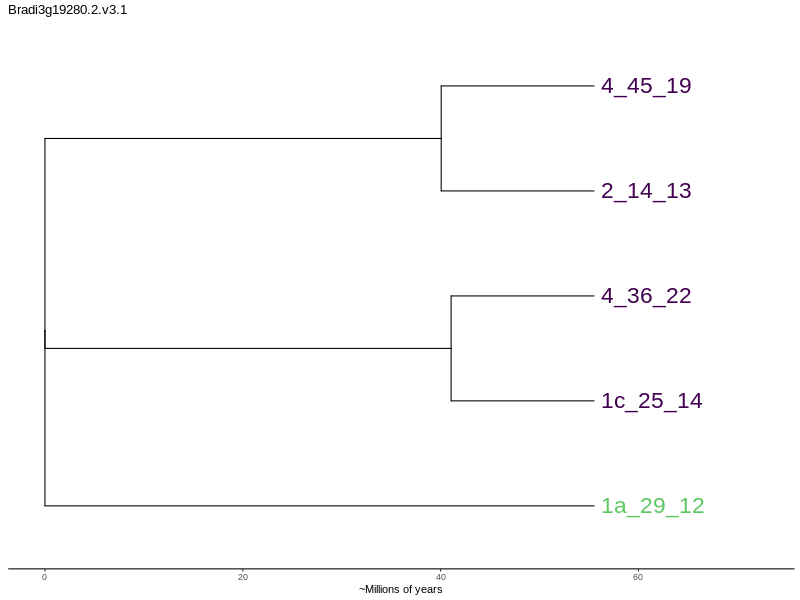 Bradi3g19280.2.v3.1
4_45_19
2_14_13
4_36_22
1c_25_14
1a_29_12
0 20 40 60
~Millions of years